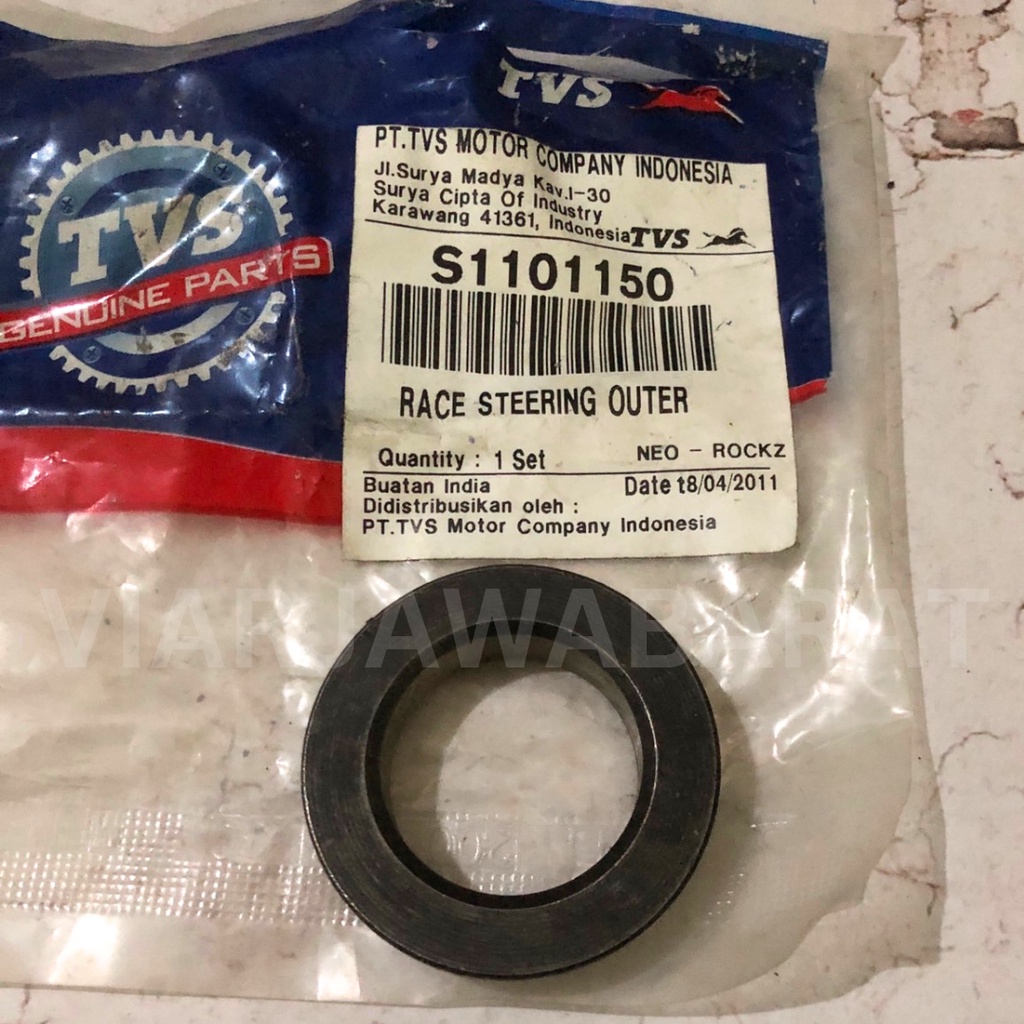 TVS
PT.TVS MOTOR COMPANY INDONESIA
Jl.Surya Madya Kav.I-30
Surya Cipta Of Industry
Karawang 41361, Indonesia TVS
S1101150
RACE STEERING OUTER
Quantity : 1 Set NEO - ROCKZ
Buatan India Date t8/04/2011
Didistribusikan oleh :
PT.TVS Motor Company Indonesia
TVS
GENUINE PARTS
VIARJAWABARAT